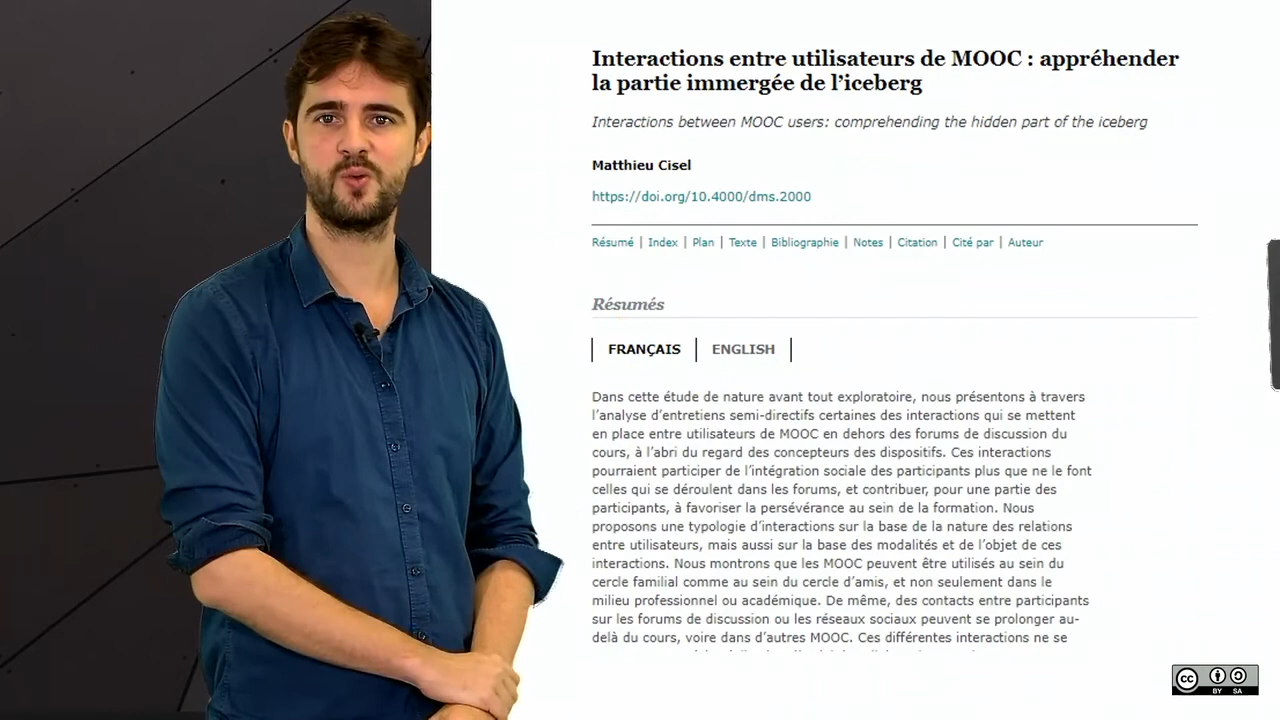 Interactions entre utilisateurs de MOOC : appréhender
la partie immergée de l’iceberg
Interactions between MOOC users: comprehending the hidden part of the iceberg
Matthieu Cisel
https://doi.org/10.4000/dms.2000
Résumé | Index | Plan | Texte | Bibliographie | Notes | Citation | Cité par | Auteur
Résumés
FRANÇAIS | ENGLISH
Dans cette étude de nature avant tout exploratoire, nous présentons à travers
l’analyse d’entretiens semi-directifs certaines des interactions qui se mettent
en place entre utilisateurs de MOOC en dehors des forums de discussion du
cours, à l’abri du regard des concepteurs des dispositifs. Ces interactions
pourraient participer de l’intégration sociale des participants plus que ne le font
celles qui se déroulent dans les forums, et contribuer, pour une partie des
participants, à favoriser la persévérance au sein de la formation. Nous
proposons une typologie d’interactions sur la base de la nature des relations
entre utilisateurs, mais aussi sur la base des modalités et de l’objet de ces
interactions. Nous montrons que les MOOC peuvent être utilisés au sein du
cercle familial comme au sein du cercle d’amis, et non seulement dans le
milieu professionnel ou académique. De même, des contacts entre participants
sur les forums de discussion ou les réseaux sociaux peuvent se prolonger au-
delà du cours, voire dans d’autres MOOC. Ces différentes interactions ne se
cc BY SA